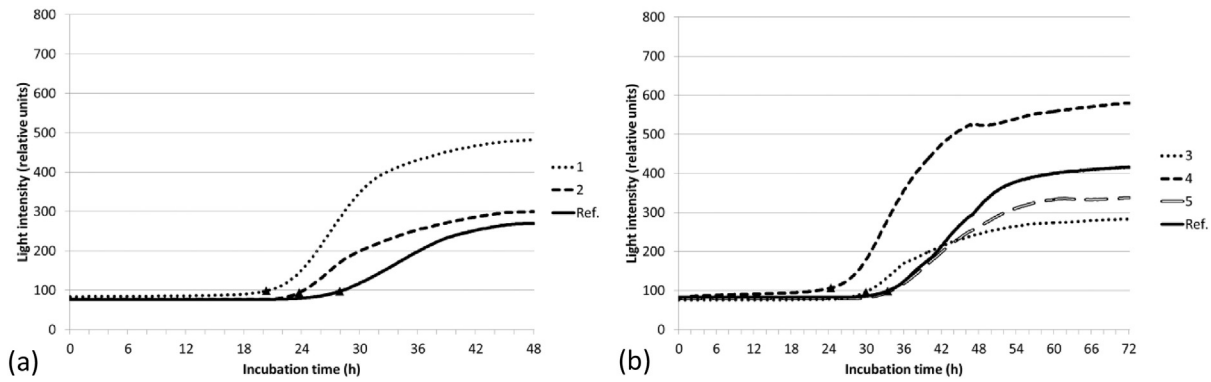 800
700
600
500
400
300
200
100
0
Light intensity (relative units)
0 6 12 18 24 30 36 42 48
Incubation time (h)
1
2
Ref.
(a)
800
700
600
500
400
300
200
100
0
Light intensity (relative units)
0 6 12 18 24 30 36 42 48 54 60 66 72
Incubation time (h)
3
4
5
Ref.
(b)